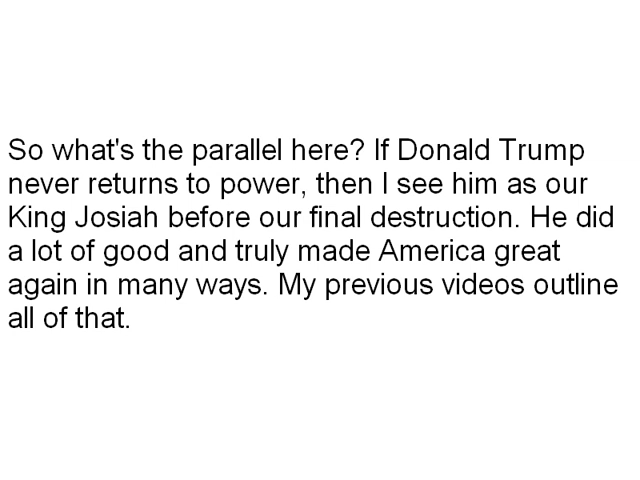 So what's the parallel here? If Donald Trump
never returns to power, then I see him as our
King Josiah before our final destruction. He did
a lot of good and truly made America great
again in many ways. My previous videos outline
all of that.